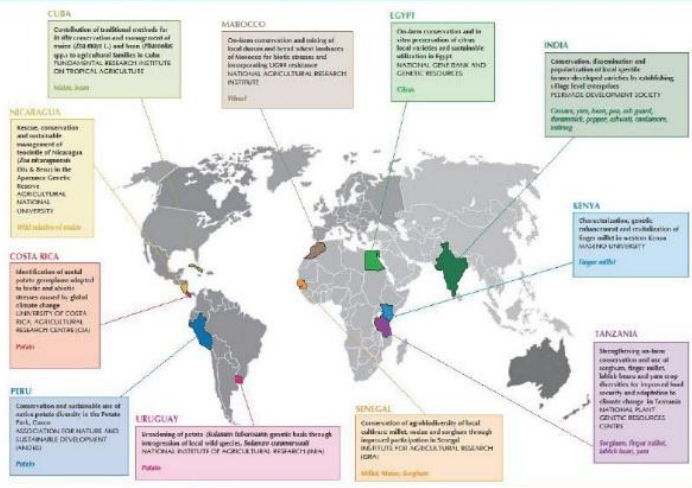 CUBA
Contribution of traditional methods for
in situ conservation and management of
maize (Zea mays L.) and bean (Phaseolus
spp.) to agricultural families in Cuba
FUNDAMENTAL RESEARCH INSTITUTE
ON TROPICAL AGRICULTURE
Maize, bean
MAROCCO
On-farm conservation and mining of
local durum and bread wheat landraces
of Morocco for biotic stresses and
incorporating UG99 resistance
NATIONAL AGRICULTURAL RESEARCH
INSTITUTE
Wheat
EGYPT
On-farm conservation and in
vitro preservation of citrus
local varieties and sustainable
utilization in Egypt
NATIONAL GENE BANK AND
GENETIC RESOURCES
Citrus
INDIA
Conservation, dissemination and
popularization of local specific
farmer-developed varieties by establishing
village level enterprises
PEERMADE DEVELOPMENT SOCIETY
Cassava, yam, bean, pea, ash gourd,
drummstick, pepper, ashwati, cardamom,
nutmeg
NICARAGUA
Rescue, conservation
and sustainable
management of
teosintle of Nicaragua
(Zea nicaraguensis
Iltis & Benz) in the
Apacunca Genetic
Reserve
AGRICULTURAL
NATIONAL
UNIVERSITY
Wild relative of maize
KENYA
Characterization, genetic
enhancement and revitalization of
finger millet in western Kenya
MASENO UNIVERSITY
Finger millet
COSTA RICA
Identification of useful
potato germplasm adapted
to biotic and abiotic
stresses caused by global
climate change
UNIVERSITY OF COSTA
RICA, AGRICULTURAL
RESEARCH CENTRE (CIA)
Potato
TANZANIA
Strengthening on-farm
conservation and use of
sorghum, finger millet,
lablab beans and yam crop
diversities for improved food
security and adaptation to
climate change in Tanzania
NATIONAL PLANT
GENETIC RESOURCES
CENTRE
Sorghum, finger millet,
lablab bean, yam
PERU
Conservation and sustainable use of
native potato diversity in the Potato
Park, Cusco
ASSOCIATION FOR NATURE AND
SUSTAINABLE DEVELOPMENT
(ANDES)
Potato
URUGUAY
Broadening of potato (Solanum tuberosum) genetic basis through
introgression of local wild species, Solanum commersonii
NATIONAL INSTITUTE OF AGRICULTURAL RESEARCH (INIA)
Potato
SENEGAL
Conservation of agrobiodiversity of local
cultivars: millet, maize and sorghum through
improved participation in Senegal
INSTITUTE FOR AGRICULTURAL RESEARCH
(ISRA)
Millet, Maize, Sorghum